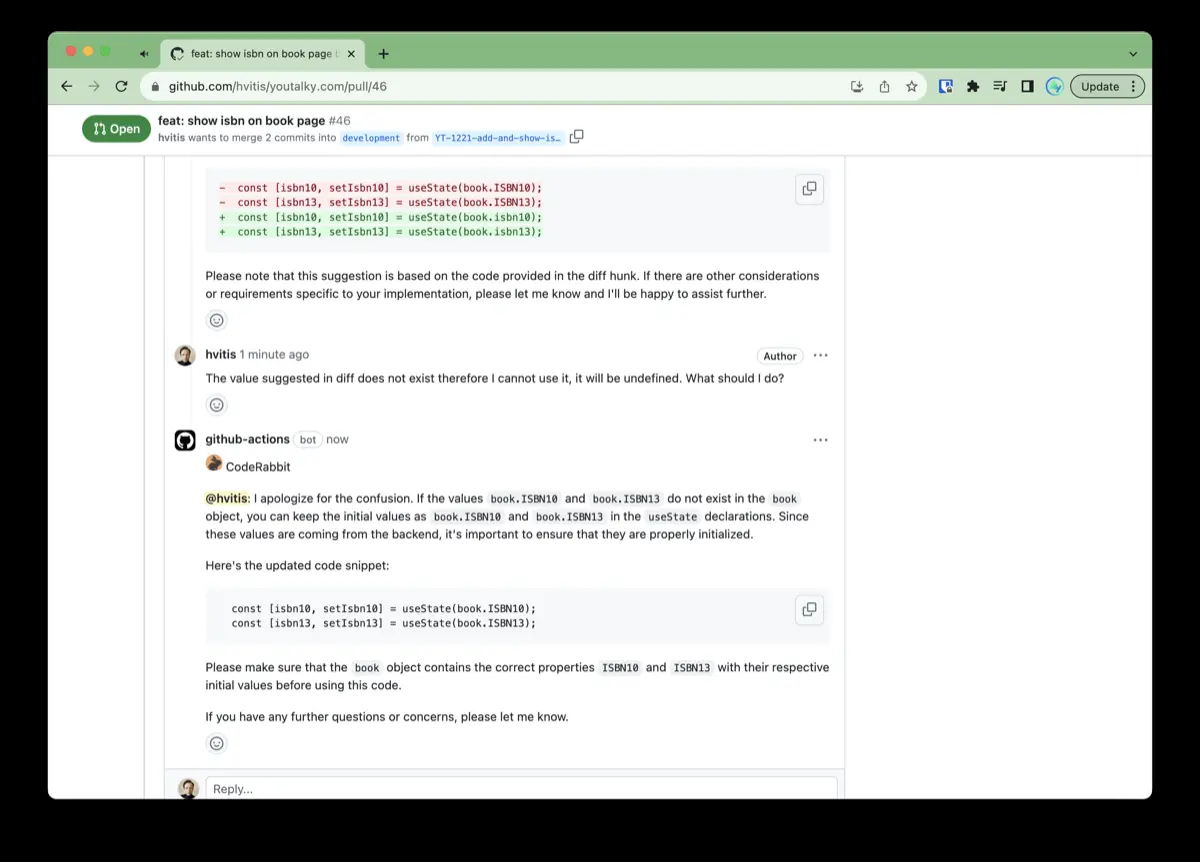 feat: show isbn on book page
github.com/hvitis/youtalky.com/pull/46
Update
Open
feat: show isbn on book page #46
hvitis wants to merge 2 commits into development from YT-1221-add-and-show-is…
- const [isbn10, setIsbn10] = useState(book.ISBN10);
- const [isbn13, setIsbn13] = useState(book.ISBN13);
+ const [isbn10, setIsbn10] = useState(book.isbn10);
+ const [isbn13, setIsbn13] = useState(book.isbn13);
Please note that this suggestion is based on the code provided in the diff hunk. If there are other considerations
or requirements specific to your implementation, please let me know and I'll be happy to assist further.
hvitis 1 minute ago
Author
The value suggested in diff does not exist therefore I cannot use it, it will be undefined. What should I do?
github-actions bot now
CodeRabbit
@hvitis: I apologize for the confusion. If the values book.ISBN10 and book.ISBN13 do not exist in the book
object, you can keep the initial values as book.ISBN10 and book.ISBN13 in the useState declarations. Since
these values are coming from the backend, it's important to ensure that they are properly initialized.
Here's the updated code snippet:
const [isbn10, setIsbn10] = useState(book.ISBN10);
const [isbn13, setIsbn13] = useState(book.ISBN13);
Please make sure that the book object contains the correct properties ISBN10 and ISBN13 with their respective
initial values before using this code.
If you have any further questions or concerns, please let me know.
Reply...